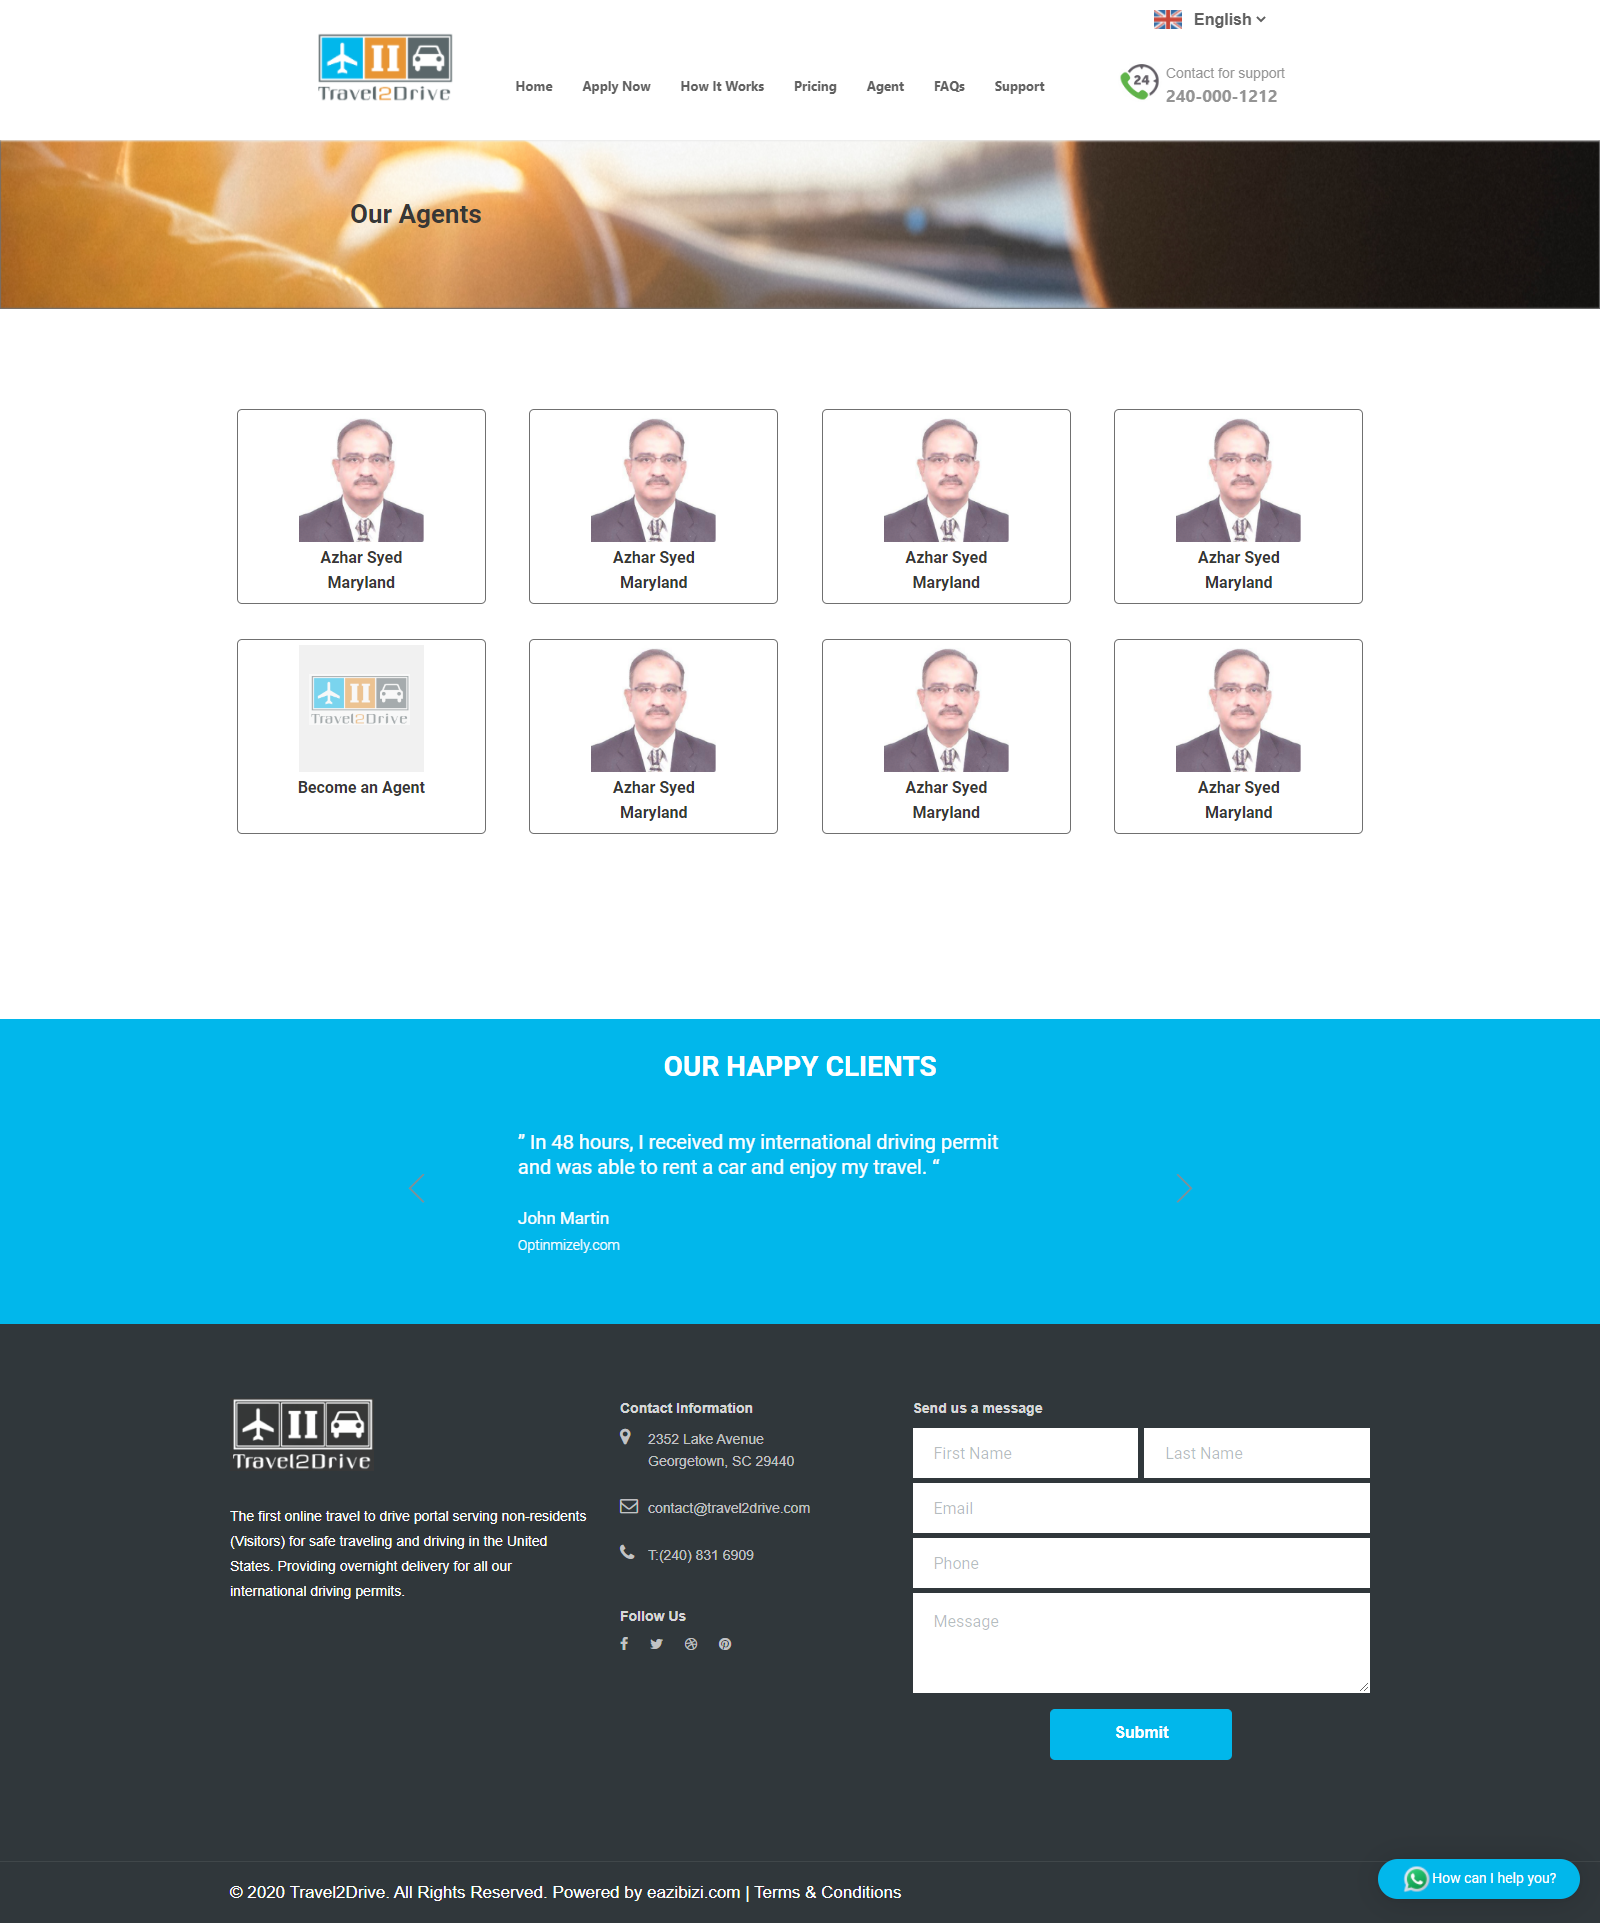 English
Travel2Drive
Home Apply Now How It Works Pricing Agent FAQs Support
24
Contact for support
240-000-1212
Our Agents
Azhar Syed
Maryland
Azhar Syed
Maryland
Azhar Syed
Maryland
Azhar Syed
Maryland
Travel2Drive
Become an Agent
Azhar Syed
Maryland
Azhar Syed
Maryland
Azhar Syed
Maryland
OUR HAPPY CLIENTS
” In 48 hours, I received my international driving permit
and was able to rent a car and enjoy my travel. “
John Martin
Optinmizely.com
Travel2Drive
The first online travel to drive portal serving non-residents
(Visitors) for safe traveling and driving in the United
States. Providing overnight delivery for all our
international driving permits.
Contact Information
2352 Lake Avenue
Georgetown, SC 29440
contact@travel2drive.com
T:(240) 831 6909
Follow Us
Send us a message
First Name
Last Name
Email
Phone
Message
Submit
How can I help you?
© 2020 Travel2Drive. All Rights Reserved. Powered by eazibizi.com | Terms & Conditions